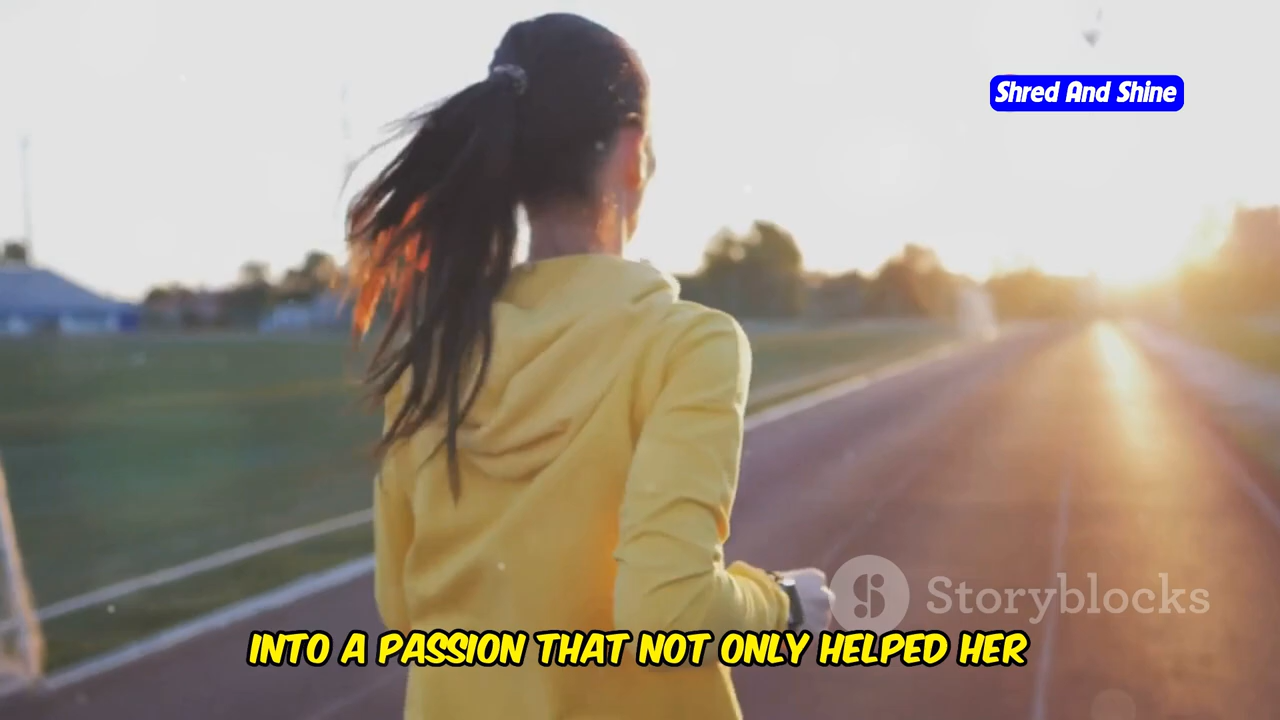 Shred And Shine
Storyblocks
INTO A PASSION THAT NOT ONLY HELPED HER